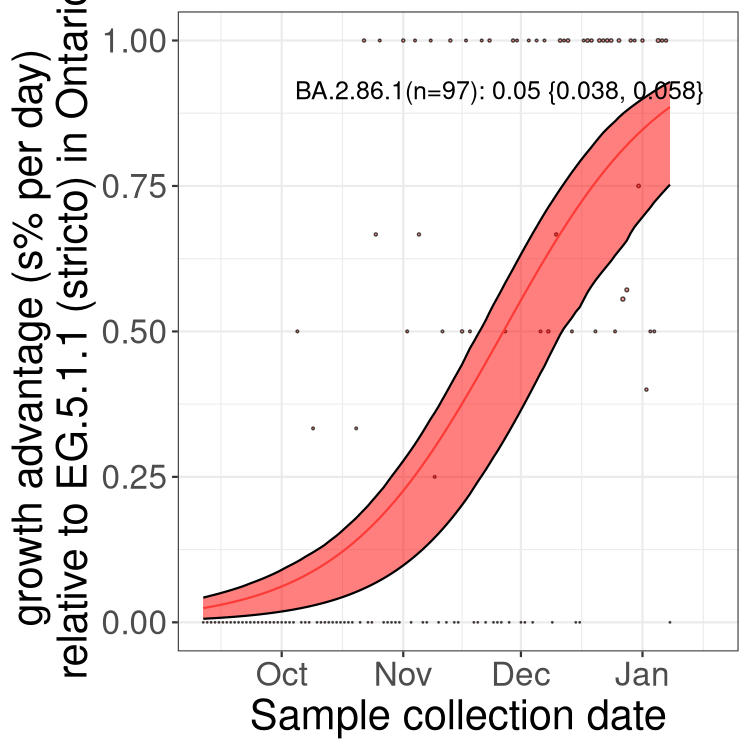 growth advantage (s% per day)
relative to EG.5.1.1 (stricto) in Ontario
1.00
0.75
0.50
0.25
0.00
BA.2.86.1(n=97): 0.05 {0.038, 0.058}
Oct Nov Dec Jan
Sample collection date